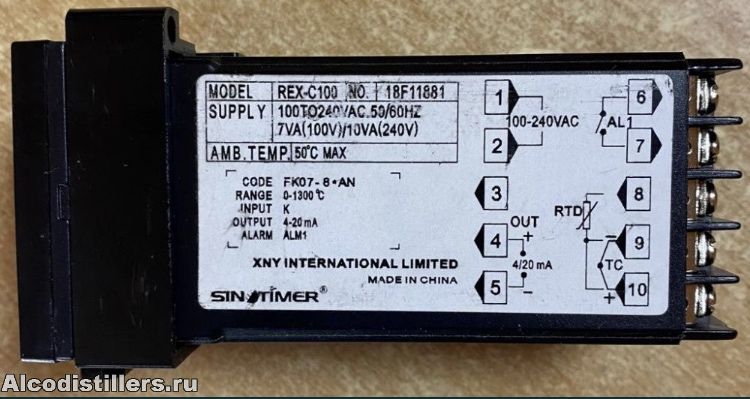 MODEL REX-C100 NO. 18F11881
SUPPLY 100TO240VAC.50/60HZ
7VA(100V)/10VA(240V)
AMB.TEMP. 50°C MAX
CODE FK07-8*AN
RANGE 0-1300°C
INPUT K
OUTPUT 4-20mA
ALARM ALM1
XNY INTERNATIONAL LIMITED
MADE IN CHINA
SINOTIMER®
1
100-240VAC
2
3
4
OUT
+
4/20 mA
5
−
6
AL1
7
8
RTD
9
−
TC
10
+
Alcodistillers.ru